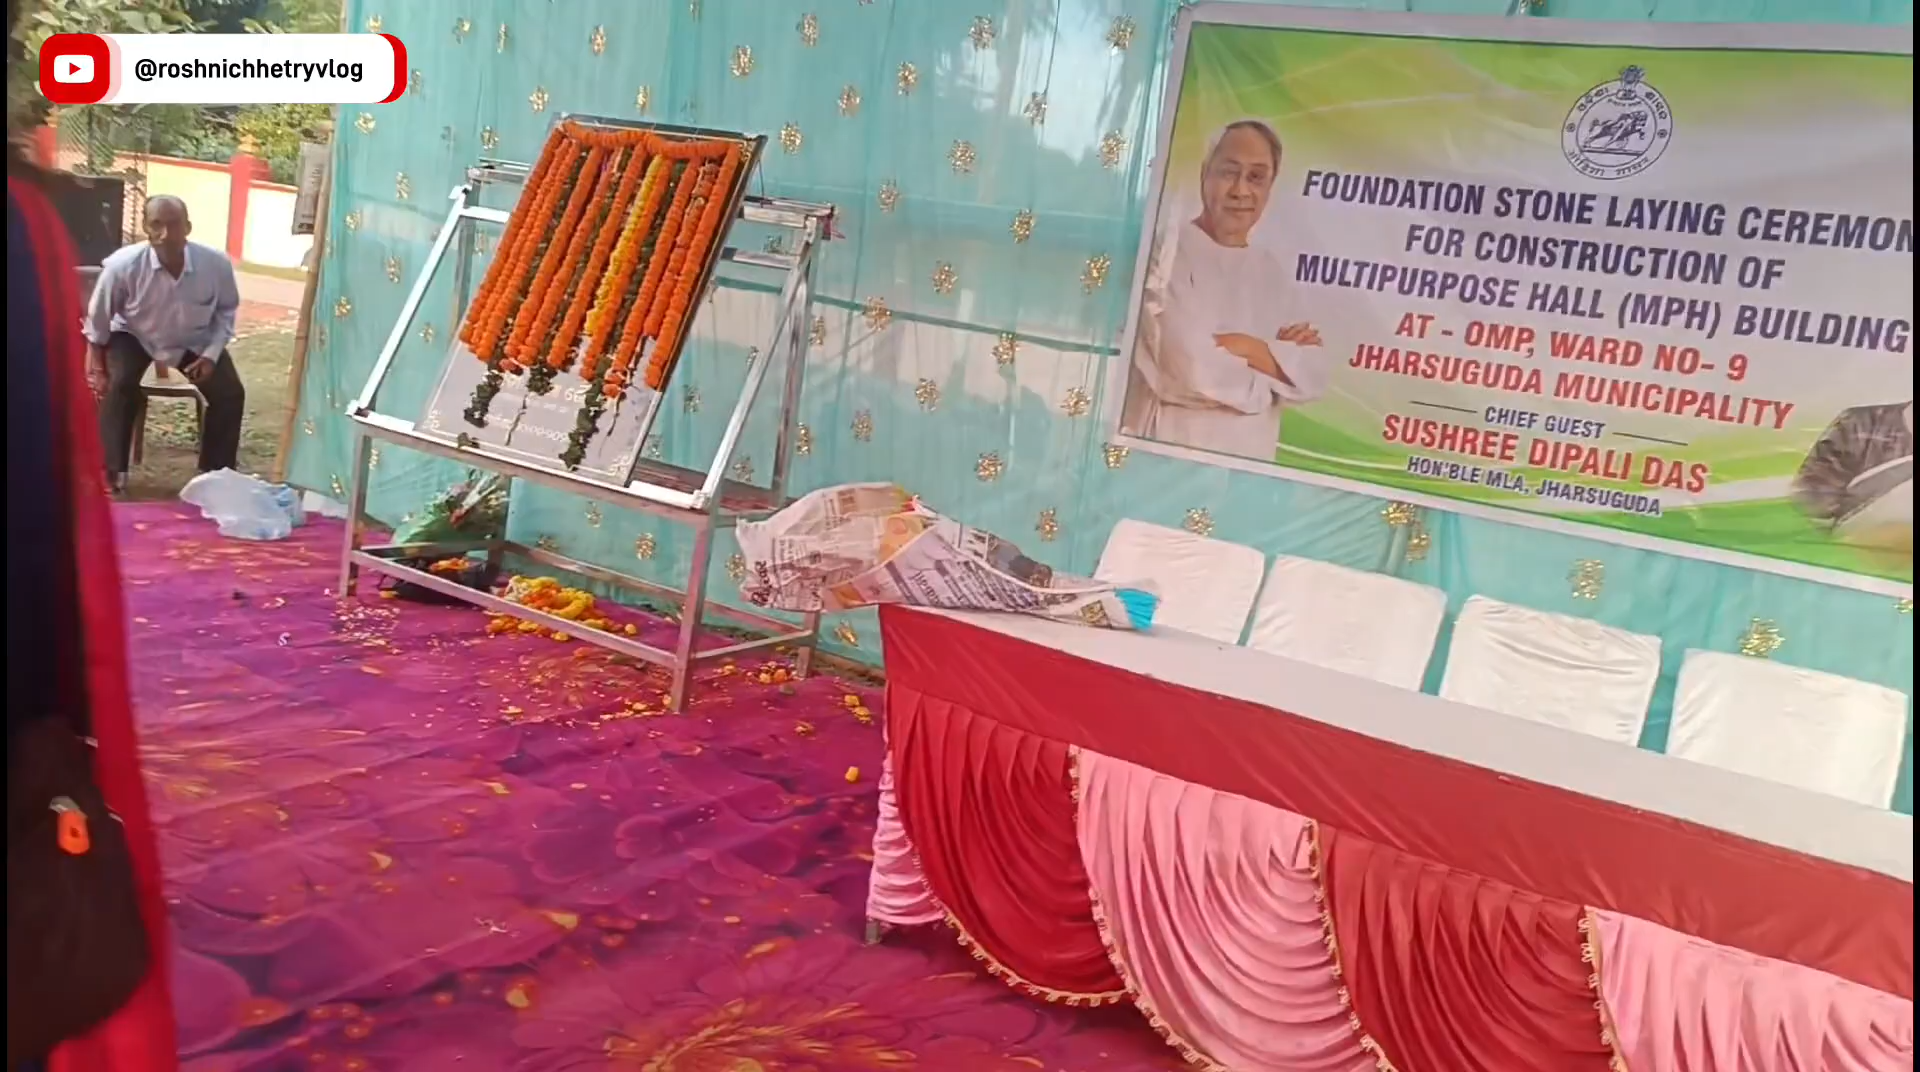 @roshnichhetryvlog
FOUNDATION STONE LAYING CEREMON
FOR CONSTRUCTION OF
MULTIPURPOSE HALL (MPH) BUILDING
AT - OMP, WARD NO- 9
JHARSUGUDA MUNICIPALITY
CHIEF GUEST
SUSHREE DIPALI DAS
HON'BLE MLA, JHARSUGUDA